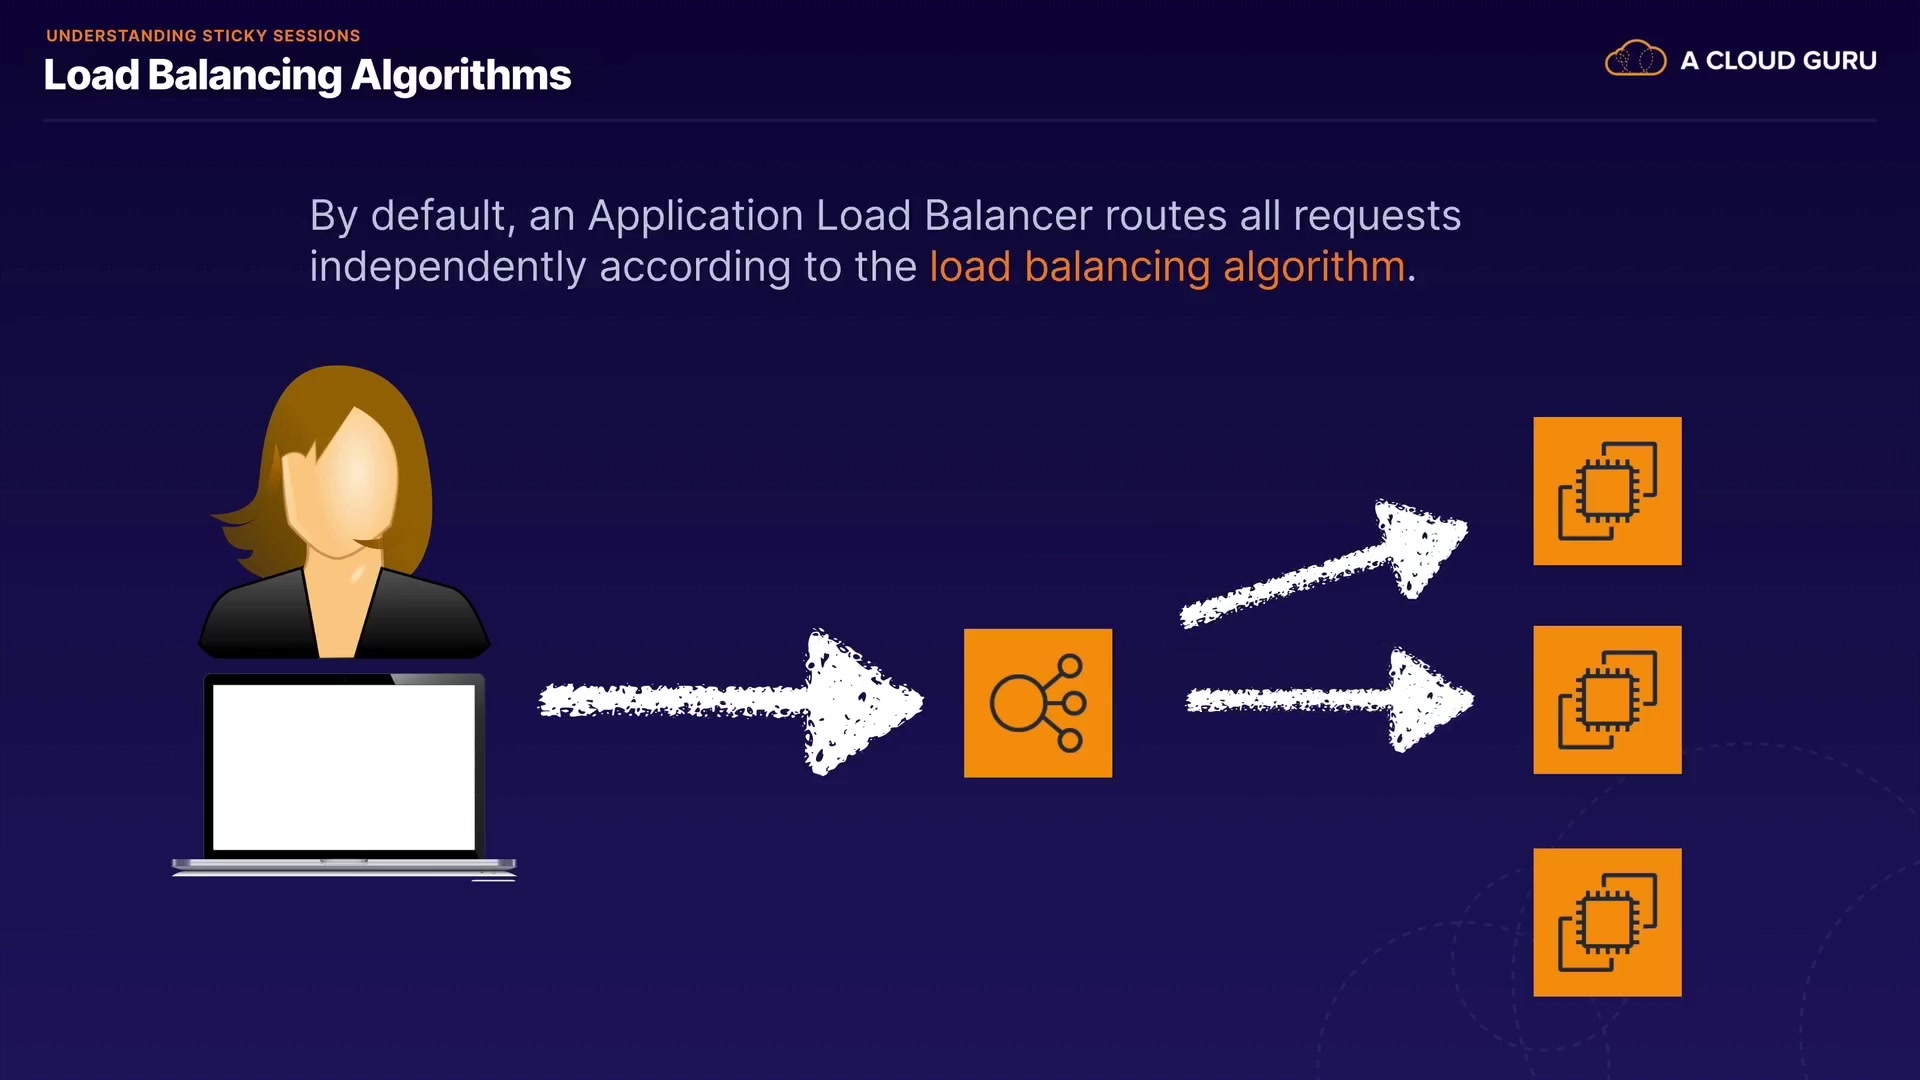 UNDERSTANDING STICKY SESSIONS
Load Balancing Algorithms
A CLOUD GURU
By default, an Application Load Balancer routes all requests
independently according to the load balancing algorithm.